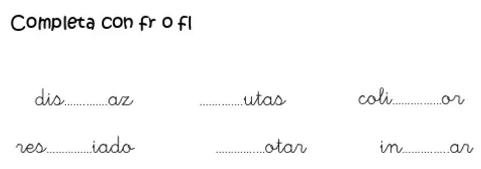 Completa con fr o fl
dis............az ............utas coli..............or
res............iado ..............otar in..............ar